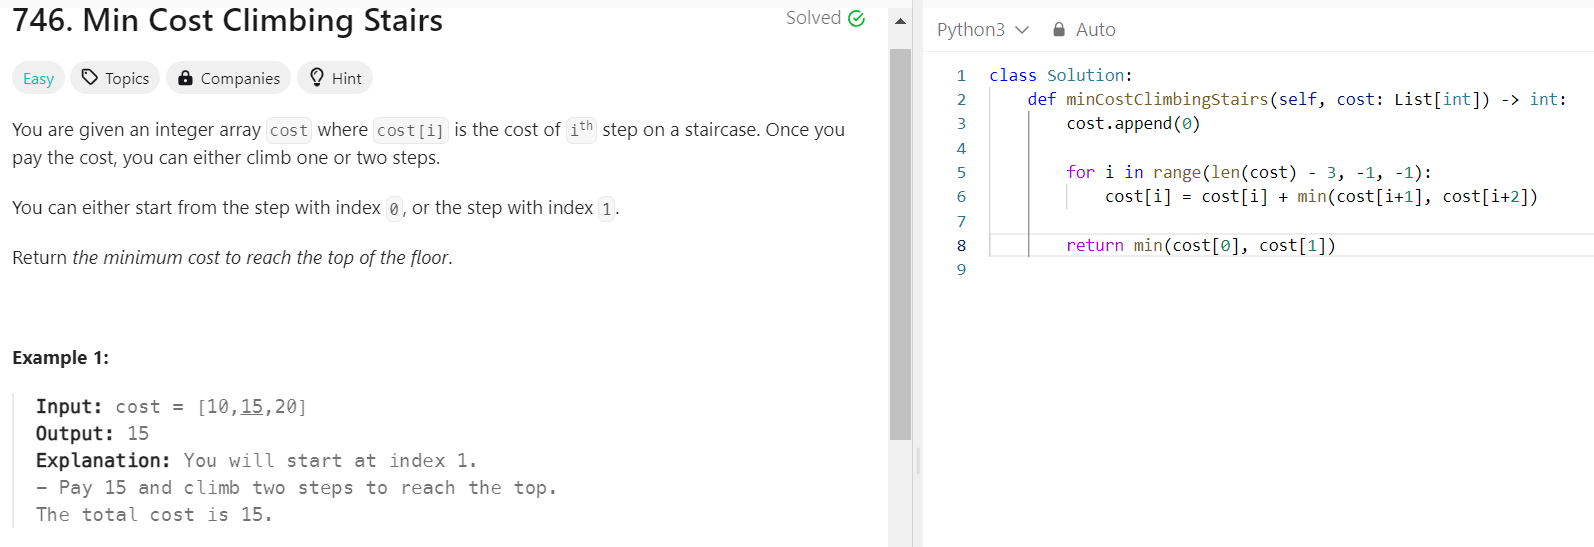 746. Min Cost Climbing Stairs
Solved
Easy
Topics
Companies
Hint
You are given an integer array cost where cost[i] is the cost of ith step on a staircase. Once you
pay the cost, you can either climb one or two steps.
You can either start from the step with index 0, or the step with index 1.
Return the minimum cost to reach the top of the floor.
Example 1:
Input: cost = [10,15,20]
Output: 15
Explanation: You will start at index 1.
- Pay 15 and climb two steps to reach the top.
The total cost is 15.
Python3
Auto
1 class Solution:
2     def minCostClimbingStairs(self, cost: List[int]) -> int:
3         cost.append(0)
4
5         for i in range(len(cost) - 3, -1, -1):
6             cost[i] = cost[i] + min(cost[i+1], cost[i+2])
7
8         return min(cost[0], cost[1])
9